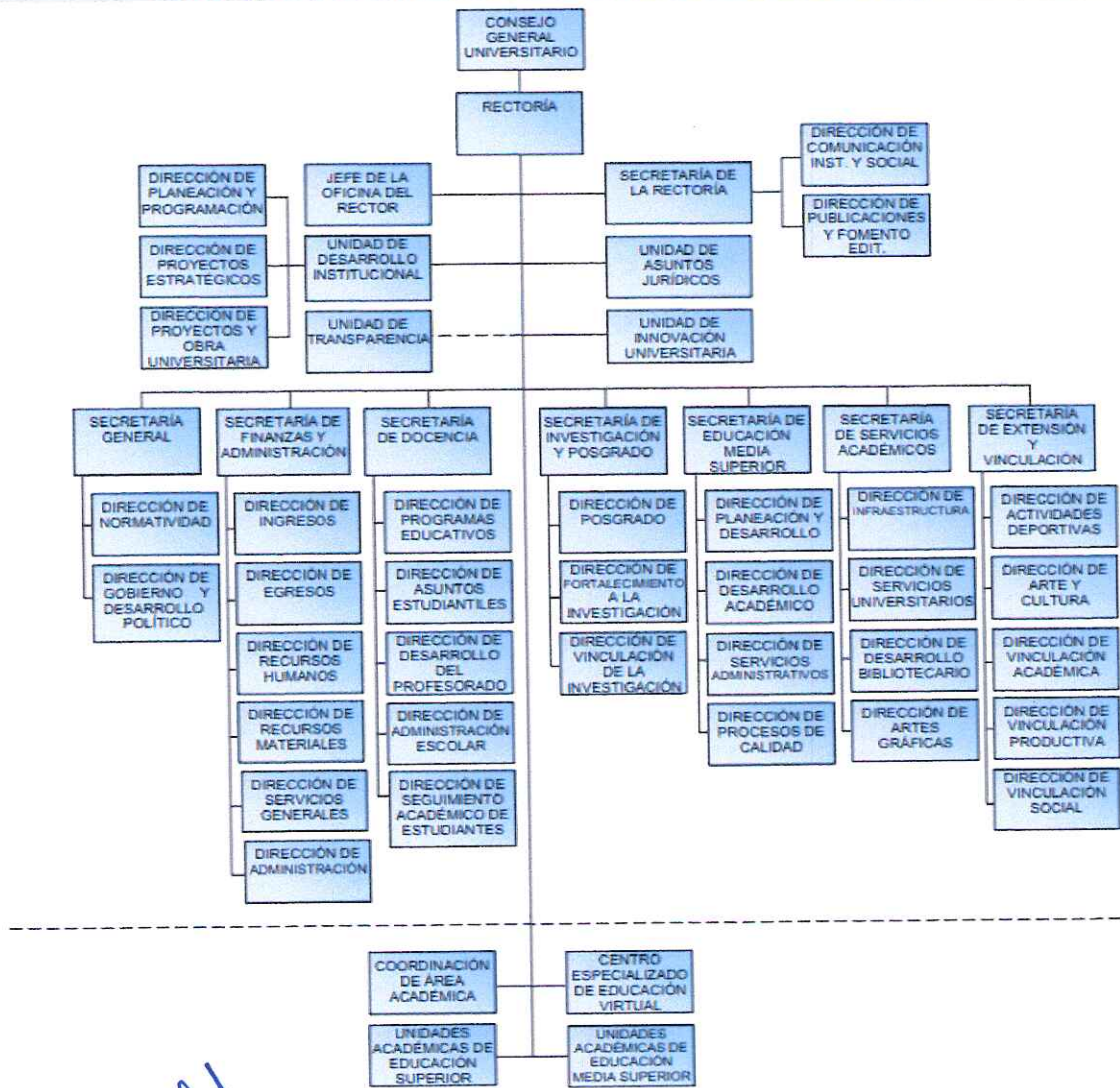 CONSEJO
GENERAL
UNIVERSITARIO
RECTORÍA
DIRECCIÓN DE
PLANEACIÓN Y
PROGRAMACIÓN
JEFE DE LA
OFICINA DEL
RECTOR
SECRETARÍA DE
LA RECTORÍA
DIRECCIÓN DE
COMUNICACIÓN
INST. Y SOCIAL
DIRECCIÓN DE
PUBLICACIONES
Y FOMENTO
EDIT.
DIRECCIÓN DE
PROYECTOS
ESTRATEGICOS
UNIDAD DE
DESARROLLO
INSTITUCIONAL
UNIDAD DE
ASUNTOS
JURÍDICOS
DIRECCIÓN DE
PROYECTOS Y
OBRA
UNIVERSITARIA
UNIDAD DE
TRANSPARENCIA
UNIDAD DE
INNOVACIÓN
UNIVERSITARIA
SECRETARÍA
GENERAL
DIRECCIÓN DE
NORMATIVIDAD
DIRECCIÓN DE
GOBIERNO Y
DESARROLLO
POLÍTICO
SECRETARÍA DE
FINANZAS Y
ADMINISTRACIÓN
DIRECCIÓN DE
INGRESOS
DIRECCIÓN DE
EGRESOS
DIRECCIÓN DE
RECURSOS
HUMANOS
DIRECCIÓN DE
RECURSOS
MATERIALES
DIRECCIÓN DE
SERVICIOS
GENERALES
DIRECCIÓN DE
ADMINISTRACIÓN
SECRETARÍA
DE DOCENCIA
DIRECCIÓN DE
PROGRAMAS
EDUCATIVOS
DIRECCIÓN DE
ASUNTOS
ESTUDIANTILES
DIRECCIÓN DE
DESARROLLO
DEL
PROFESORADO
DIRECCIÓN DE
ADMINISTRACIÓN
ESCOLAR
DIRECCIÓN DE
SEGUIMIENTO
ACADÉMICO DE
ESTUDIANTES
SECRETARÍA DE
INVESTIGACIÓN
Y POSGRADO
DIRECCIÓN DE
POSGRADO
DIRECCIÓN DE
FORTALECIMIENTO
A LA
INVESTIGACIÓN
DIRECCIÓN DE
VINCULACIÓN
DE LA
INVESTIGACIÓN
SECRETARÍA DE
EDUCACIÓN
MEDIA
SUPERIOR
DIRECCIÓN DE
PLANEACIÓN Y
DESARROLLO
DIRECCIÓN DE
DESARROLLO
ACADÉMICO
DIRECCIÓN DE
SERVICIOS
ADMINISTRATIVOS
DIRECCIÓN DE
PROCESOS DE
CALIDAD
SECRETARÍA
DE SERVICIOS
ACADÉMICOS
DIRECCIÓN DE
INFRAESTRUCTURA
DIRECCIÓN DE
SERVICIOS
UNIVERSITARIOS
DIRECCIÓN DE
DESARROLLO
BIBLIOTECARIO
DIRECCIÓN DE
ARTES
GRÁFICAS
SECRETARÍA
DE EXTENSIÓN
Y
VINCULACIÓN
DIRECCIÓN DE
ACTIVIDADES
DEPORTIVAS
DIRECCIÓN DE
ARTE Y
CULTURA
DIRECCIÓN DE
VINCULACIÓN
ACADÉMICA
DIRECCIÓN DE
VINCULACIÓN
PRODUCTIVA
DIRECCIÓN DE
VINCULACIÓN
SOCIAL
COORDINACIÓN
DE ÁREA
ACADÉMICA
CENTRO
ESPECIALIZADO
DE EDUCACIÓN
VIRTUAL
UNIDADES
ACADÉMICAS DE
EDUCACIÓN
SUPERIOR
UNIDADES
ACADÉMICAS DE
EDUCACIÓN
MEDIA SUPERIOR